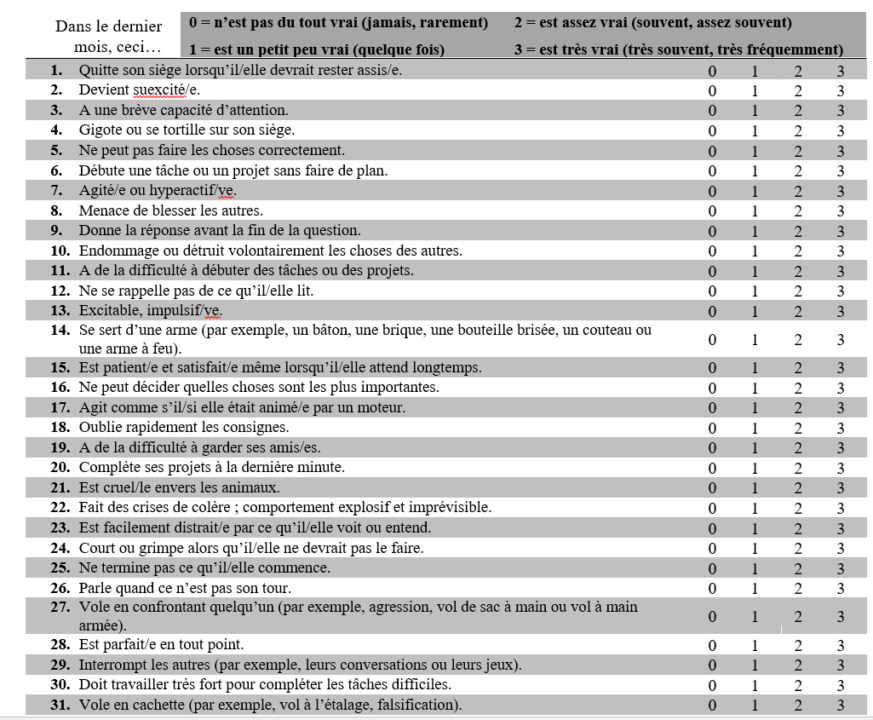 Dans le dernier mois, ceci…
0 = n'est pas du tout vrai (jamais, rarement) 2 = est assez vrai (souvent, assez souvent)
1 = est un petit peu vrai (quelque fois) 3 = est très vrai (très souvent, très fréquemment)
1. Quitte son siège lorsqu'il/elle devrait rester assis/e. 0 1 2 3
2. Devient suexcité/e. 0 1 2 3
3. A une brève capacité d'attention. 0 1 2 3
4. Gigote ou se tortille sur son siège. 0 1 2 3
5. Ne peut pas faire les choses correctement. 0 1 2 3
6. Débute une tâche ou un projet sans faire de plan. 0 1 2 3
7. Agité/e ou hyperactif/ve. 0 1 2 3
8. Menace de blesser les autres. 0 1 2 3
9. Donne la réponse avant la fin de la question. 0 1 2 3
10. Endommage ou détruit volontairement les choses des autres. 0 1 2 3
11. A de la difficulté à débuter des tâches ou des projets. 0 1 2 3
12. Ne se rappelle pas de ce qu'il/elle lit. 0 1 2 3
13. Excitable, impulsif/ve. 0 1 2 3
14. Se sert d'une arme (par exemple, un bâton, une brique, une bouteille brisée, un couteau ou
une arme à feu). 0 1 2 3
15. Est patient/e et satisfait/e même lorsqu'il/elle attend longtemps. 0 1 2 3
16. Ne peut décider quelles choses sont les plus importantes. 0 1 2 3
17. Agit comme s'il/si elle était animé/e par un moteur. 0 1 2 3
18. Oublie rapidement les consignes. 0 1 2 3
19. A de la difficulté à garder ses amis/es. 0 1 2 3
20. Complète ses projets à la dernière minute. 0 1 2 3
21. Est cruel/le envers les animaux. 0 1 2 3
22. Fait des crises de colère ; comportement explosif et imprévisible. 0 1 2 3
23. Est facilement distrait/e par ce qu'il/elle voit ou entend. 0 1 2 3
24. Court ou grimpe alors qu'il/elle ne devrait pas le faire. 0 1 2 3
25. Ne termine pas ce qu'il/elle commence. 0 1 2 3
26. Parle quand ce n'est pas son tour. 0 1 2 3
27. Vole en confrontant quelqu'un (par exemple, agression, vol de sac à main ou vol à main
armée). 0 1 2 3
28. Est parfait/e en tout point. 0 1 2 3
29. Interrompt les autres (par exemple, leurs conversations ou leurs jeux). 0 1 2 3
30. Doit travailler très fort pour compléter les tâches difficiles. 0 1 2 3
31. Vole en cachette (par exemple, vol à l'étalage, falsification). 0 1 2 3